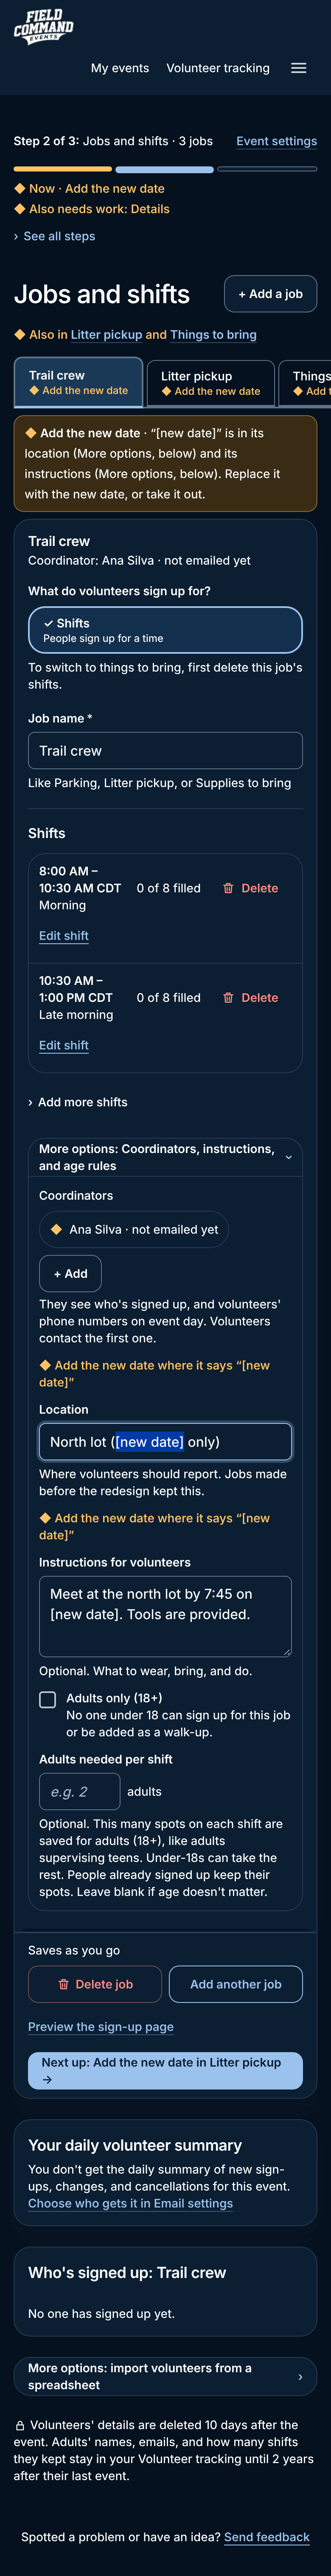 FIELD
COMMAND
EVENTS
My events Volunteer tracking
Step 2 of 3: Jobs and shifts · 3 jobs Event settings
◆ Now · Add the new date
◆ Also needs work: Details
› See all steps
Jobs and shifts + Add a job
◆ Also in Litter pickup and Things to bring
Trail crew Litter pickup Things
◆ Add the new date ◆ Add the new date ◆ Add t
◆ Add the new date · “[new date]” is in its
location (More options, below) and its
instructions (More options, below). Replace it
with the new date, or take it out.
Trail crew
Coordinator: Ana Silva · not emailed yet
What do volunteers sign up for?
✓ Shifts
People sign up for a time
To switch to things to bring, first delete this job's
shifts.
Job name *
Trail crew
Like Parking, Litter pickup, or Supplies to bring
Shifts
8:00 AM –
10:30 AM CDT 0 of 8 filled Delete
Morning
Edit shift
10:30 AM –
1:00 PM CDT 0 of 8 filled Delete
Late morning
Edit shift
› Add more shifts
More options: Coordinators, instructions,
and age rules
Coordinators
◆ Ana Silva · not emailed yet
+ Add
They see who's signed up, and volunteers'
phone numbers on event day. Volunteers
contact the first one.
◆ Add the new date where it says “[new
date]”
Location
North lot ([new date] only)
Where volunteers should report. Jobs made
before the redesign kept this.
◆ Add the new date where it says “[new
date]”
Instructions for volunteers
Meet at the north lot by 7:45 on
[new date]. Tools are provided.
Optional. What to wear, bring, and do.
Adults only (18+)
No one under 18 can sign up for this job
or be added as a walk-up.
Adults needed per shift
e.g. 2 adults
Optional. This many spots on each shift are
saved for adults (18+), like adults
supervising teens. Under-18s can take the
rest. People already signed up keep their
spots. Leave blank if age doesn't matter.
Saves as you go
Delete job Add another job
Preview the sign-up page
Next up: Add the new date in Litter pickup
→
Your daily volunteer summary
You don't get the daily summary of new sign-
ups, changes, and cancellations for this event.
Choose who gets it in Email settings
Who's signed up: Trail crew
No one has signed up yet.
More options: import volunteers from a
spreadsheet ›
Volunteers' details are deleted 10 days after the
event. Adults' names, emails, and how many shifts
they kept stay in your Volunteer tracking until 2 years
after their last event.
Spotted a problem or have an idea? Send feedback